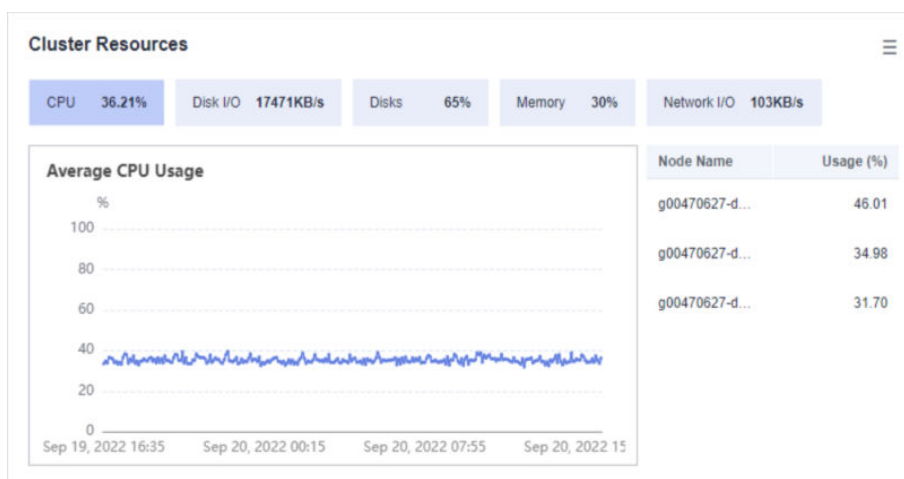 Cluster Resources
CPU 36.21% Disk I/O 17471KB/s Disks 65% Memory 30% Network I/O 103KB/s
Average CPU Usage
%
100
80
60
40
20
0
Sep 19, 2022 16:35 Sep 20, 2022 00:15 Sep 20, 2022 07:55 Sep 20, 2022 15
Node Name Usage (%)
g00470627-d... 46.01
g00470627-d... 34.98
g00470627-d... 31.70